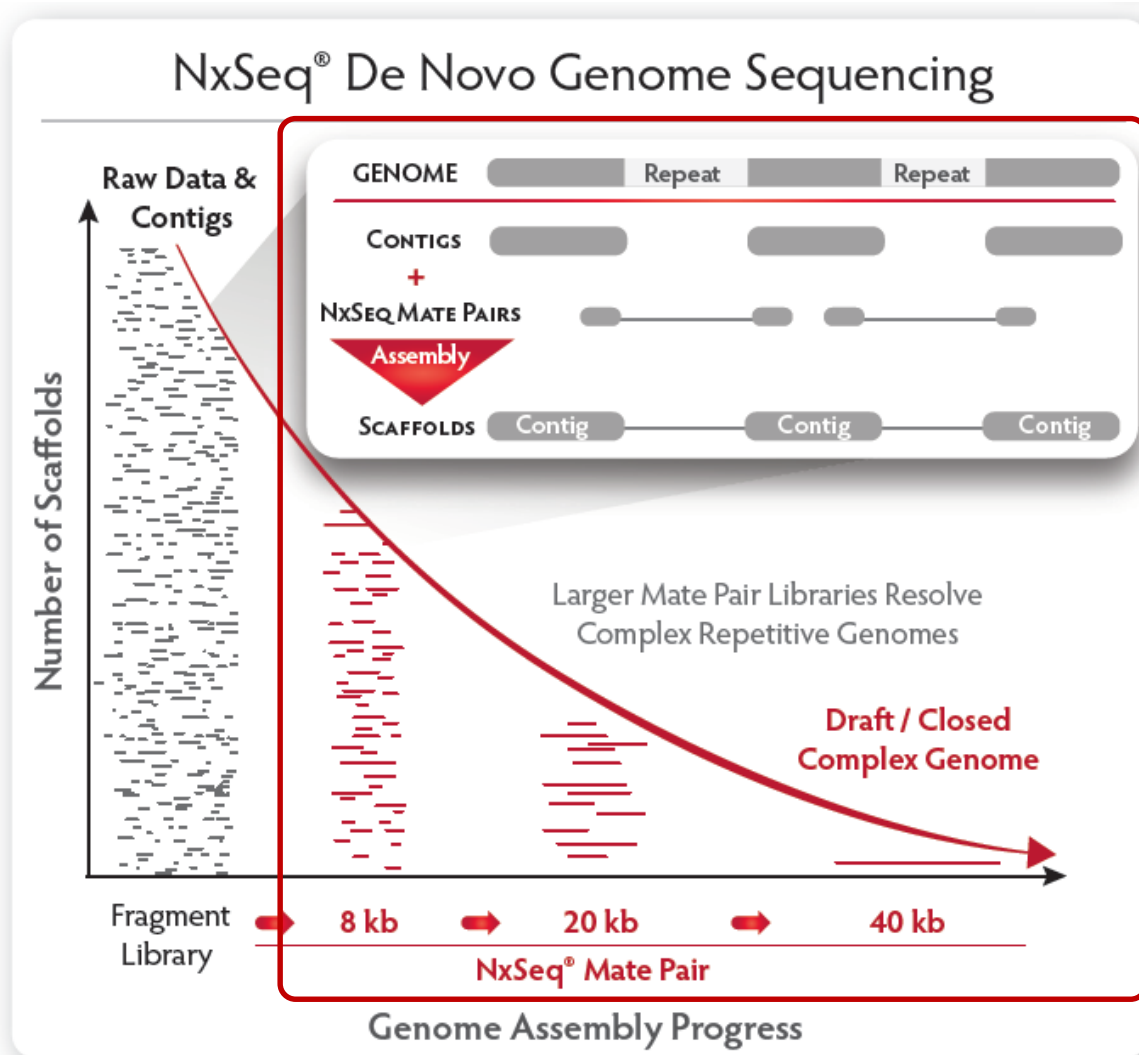 NxSeq® De Novo Genome Sequencing
Raw Data &
Contigs
GENOME
Repeat
Repeat
CONTIGS
+
NXSEQ MATE PAIRS
Assembly
SCAFFOLDS
Contig
Contig
Contig
Number of Scaffolds
Larger Mate Pair Libraries Resolve
Complex Repetitive Genomes
Draft / Closed
Complex Genome
Fragment
Library
8 kb
20 kb
40 kb
NxSeq® Mate Pair
Genome Assembly Progress